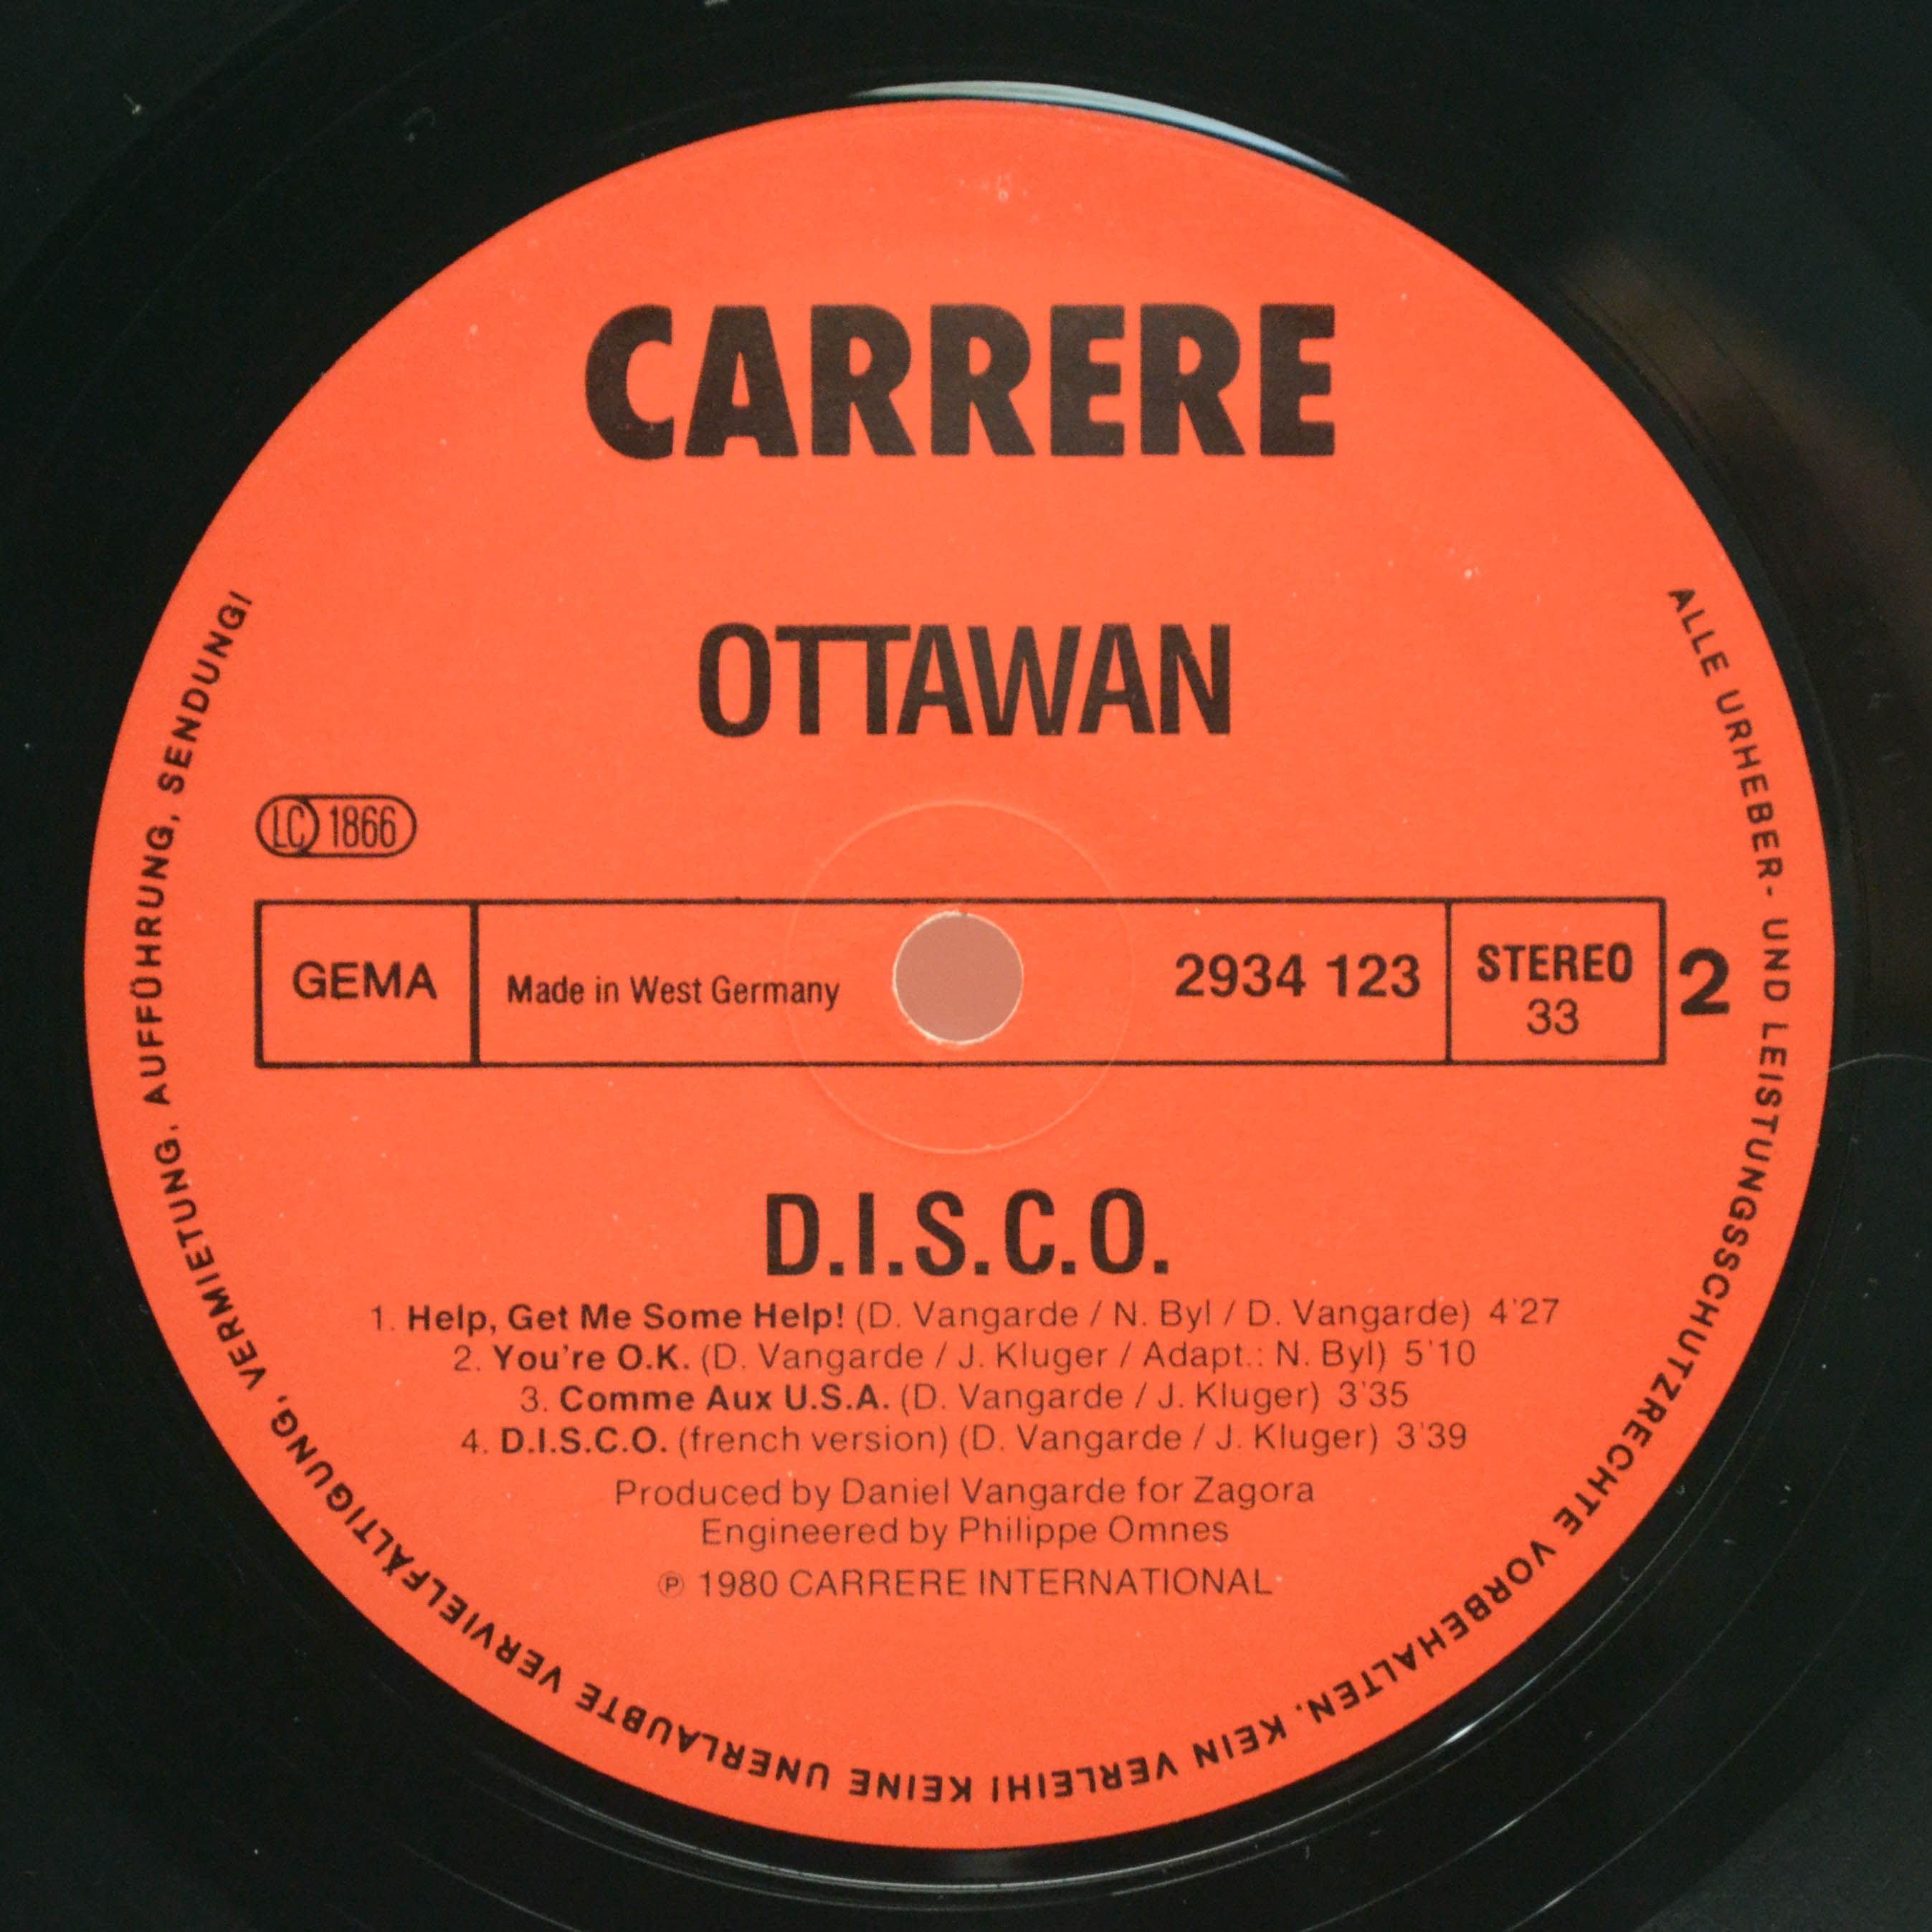 CARRERE
OTTAWAN
LC 1866
GEMA
Made in West Germany
2934 123
STEREO
33
2
D.I.S.C.O.
1. Help, Get Me Some Help! (D. Vangarde / N. Byl / D. Vangarde) 4'27
2. You're O.K. (D. Vangarde / J. Kluger / Adapt.: N. Byl) 5'10
3. Comme Aux U.S.A. (D. Vangarde / J. Kluger) 3'35
4. D.I.S.C.O. (french version) (D. Vangarde / J. Kluger) 3'39
Produced by Daniel Vangarde for Zagora
Engineered by Philippe Omnes
℗ 1980 CARRERE INTERNATIONAL
ALLE URHEBER- UND LEISTUNGSSCHUTZRECHTE VORBEHALTEN. KEIN VERLEIH! KEINE UNERLAUBTE VERVIELFÄLTIGUNG, VERMIETUNG, AUFFÜHRUNG, SENDUNG!